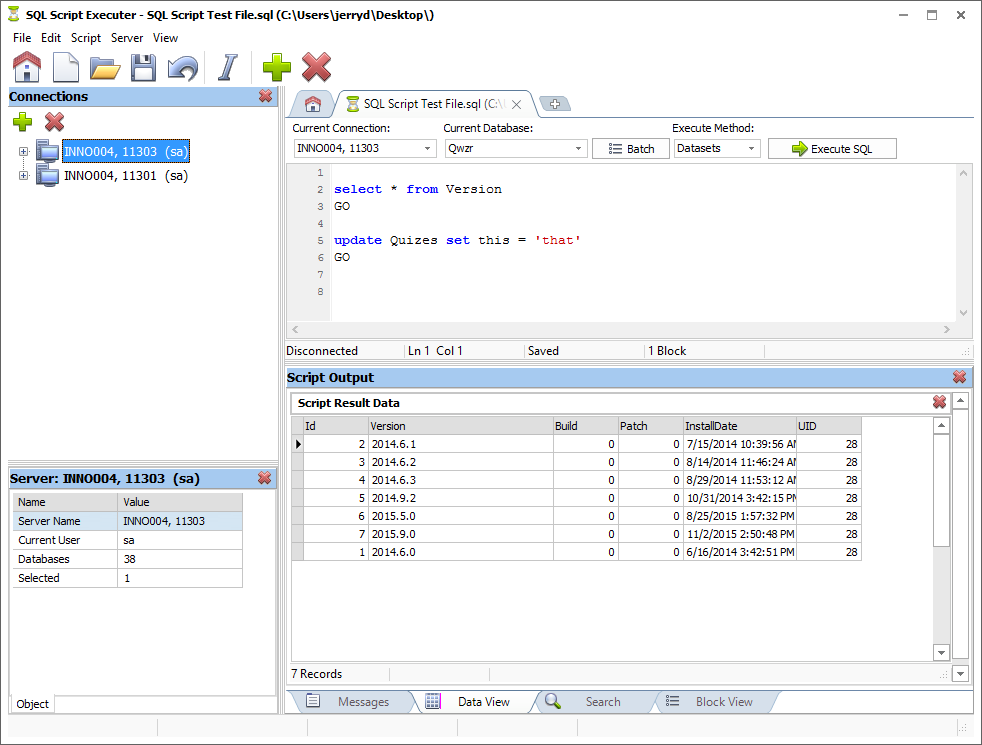 SQL Script Executer - SQL Script Test File.sql (C:\Users\jerryd\Desktop\)
File Edit Script Server View
Connections
INNO004, 11303 (sa)
INNO004, 11301 (sa)
Server: INNO004, 11303 (sa)
Name Value
Server Name INNO004, 11303
Current User sa
Databases 38
Selected 1
Object
SQL Script Test File.sql (C:\
Current Connection: Current Database: Execute Method:
INNO004, 11303 Qwzr Batch Datasets Execute SQL
1
2 select * from Version
3 GO
4
5 update Quizes set this = 'that'
6 GO
7
8
Disconnected Ln 1 Col 1 Saved 1 Block
Script Output
Script Result Data
Id Version Build Patch InstallDate UID
2 2014.6.1 0 0 7/15/2014 10:39:56 AM 28
3 2014.6.2 0 0 8/14/2014 11:46:24 AM 28
4 2014.6.3 0 0 8/29/2014 11:53:12 AM 28
5 2014.9.2 0 0 10/31/2014 3:42:15 PM 28
6 2015.5.0 0 0 8/25/2015 1:57:32 PM 28
7 2015.9.0 0 0 11/2/2015 2:50:48 PM 28
1 2014.6.0 0 0 6/16/2014 3:42:51 PM 28
7 Records
Messages Data View Search Block View